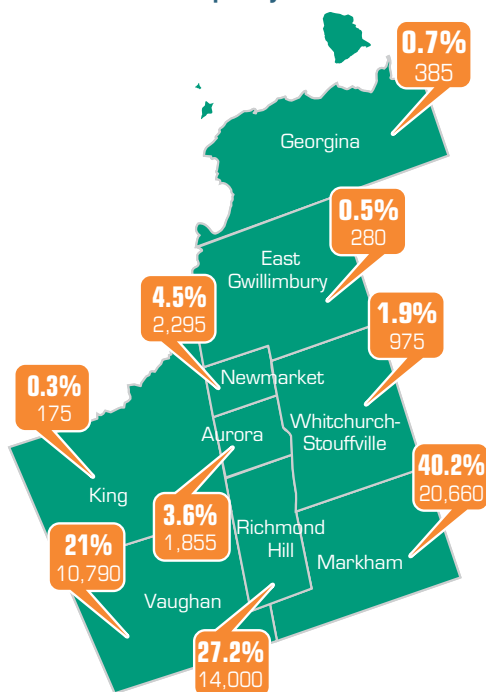 0.7%
385
Georgina
0.5%
280
East
Gwillimbury
4.5%
2,295
1.9%
975
Newmarket
0.3%
175
Whitchurch-
Stouffville
Aurora
40.2%
20,660
King
3.6%
1,855
Richmond
Hill
21%
10,790
Markham
Vaughan
27.2%
14,000